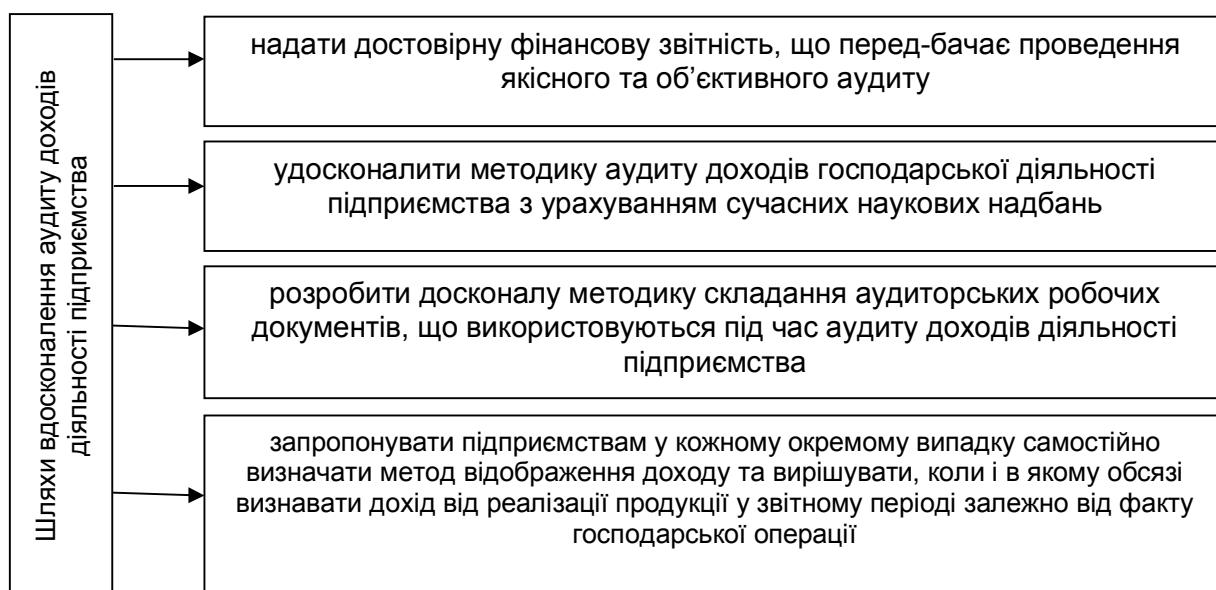 Шляхи вдосконалення аудиту доходів
діяльності підприємства
надати достовірну фінансову звітність, що перед-бачає проведення
якісного та об’єктивного аудиту
удосконалити методику аудиту доходів господарської діяльності
підприємства з урахуванням сучасних наукових надбань
розробити досконалу методику складання аудиторських робочих
документів, що використовуються під час аудиту доходів діяльності
підприємства
запропонувати підприємствам у кожному окремому випадку самостійно
визначати метод відображення доходу та вирішувати, коли і в якому обсязі
визнавати дохід від реалізації продукції у звітному періоді залежно від факту
господарської операції